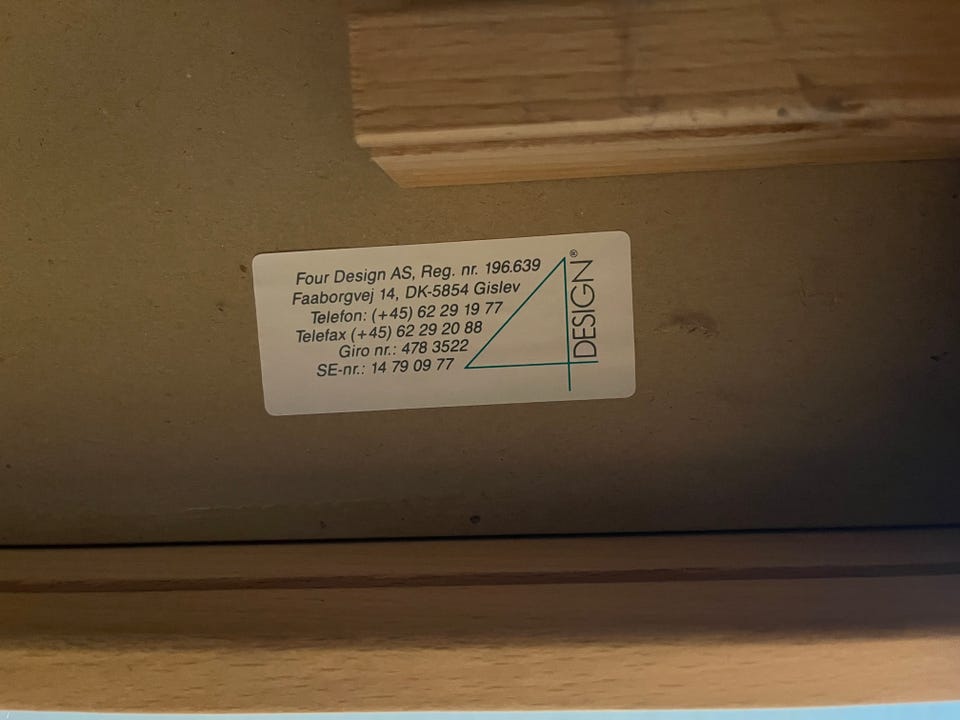 Four Design AS, Reg. nr. 196.639
Faaborgvej 14, DK-5854 Gislev
Telefon: (+45) 62 29 19 77
Telefax (+45) 62 29 20 88
Giro nr.: 478 3522
SE-nr.: 14 79 09 77
4 DESIGN®